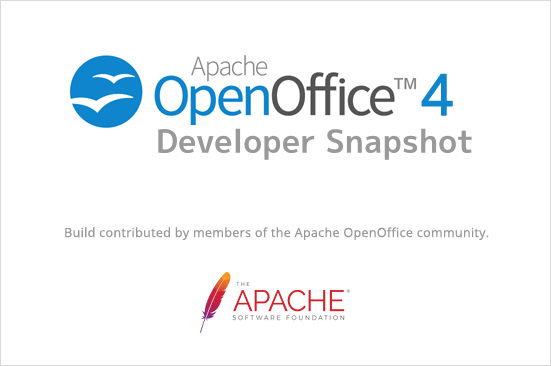 Apache
OpenOffice™ 4
Developer Snapshot
Build contributed by members of the Apache OpenOffice community.
THE
APACHE®
SOFTWARE FOUNDATION